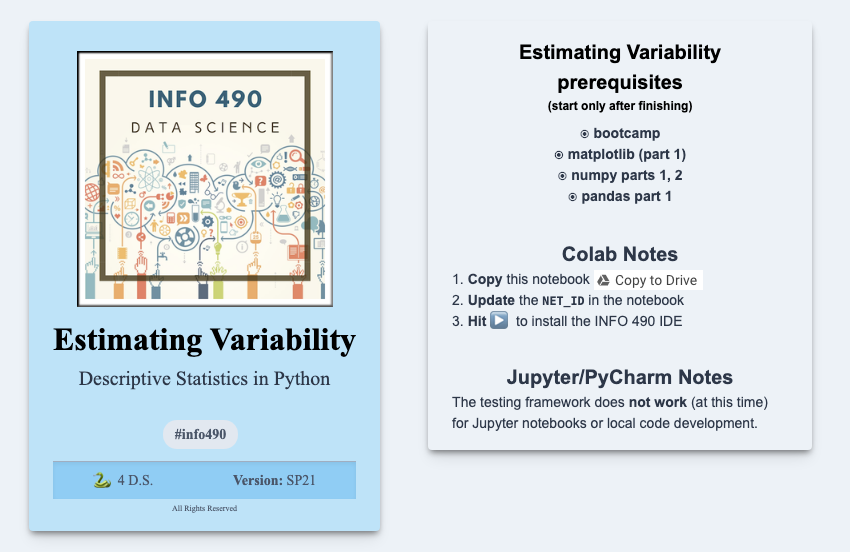 INFO 490
DATA SCIENCE
Estimating Variability
Descriptive Statistics in Python
#info490
4 D.S.
Version: SP21
All Rights Reserved
Estimating Variability
prerequisites
(start only after finishing)
bootcamp
matplotlib (part 1)
numpy parts 1, 2
pandas part 1
Colab Notes
1. Copy this notebook Copy to Drive
2. Update the NET_ID in the notebook
3. Hit to install the INFO 490 IDE
Jupyter/PyCharm Notes
The testing framework does not work (at this time)
for Jupyter notebooks or local code development.